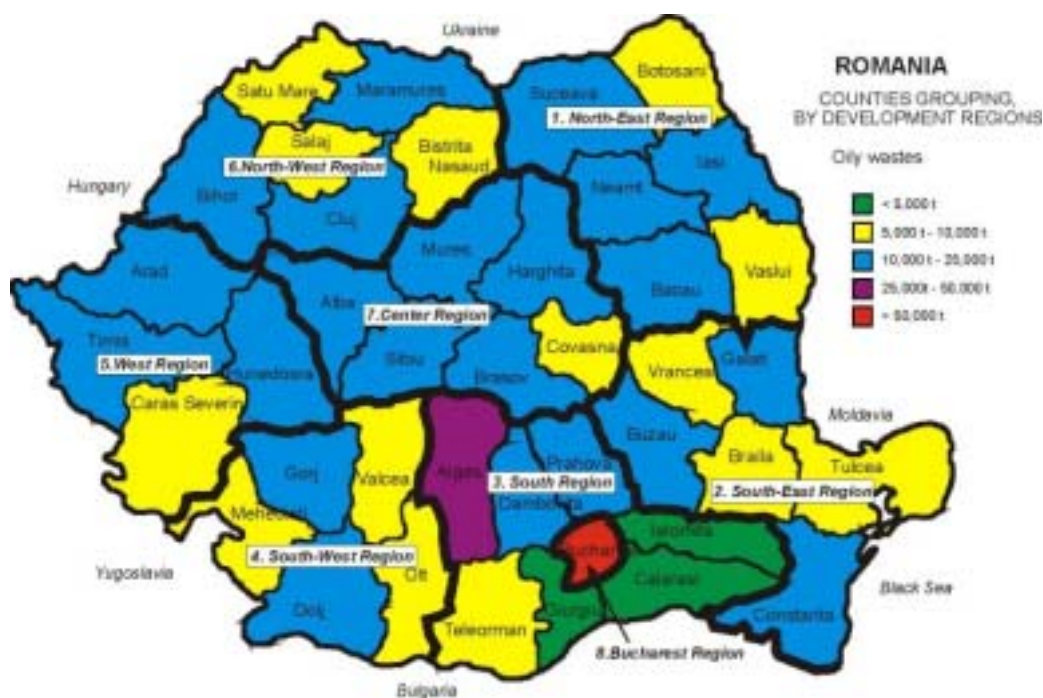 Ukraine
ROMANIA
COUNTIES GROUPING,
BY DEVELOPMENT REGIONS
Oily wastes
< 5,000 t
5,000 t - 10,000 t
10,000 t - 25,000 t
25,000t - 50,000 t
> 50,000 t
Satu Mare
Maramures
Suceava
Botosani
1. North-East Region
Salaj
6.North-West Region
Bistrita
Nasaud
Iasi
Hungary
Bihor
Cluj
Neamt
Mures
Harghita
Vaslui
Arad
Alba
Bacau
7.Center Region
Timis
5.West Region
Sibiu
Covasna
Hunedoara
Brasov
Vrancea
Galati
Caras Severin
Moldavia
Buzau
Gorj
Valcea
Arges
Prahova
Braila
Tulcea
3. South Region
Dambovita
2. South-East Region
Mehedinti
Ialomita
4. South-West Region
Yugoslavia
Olt
Calarasi
Black Sea
Dolj
Giurgiu
Constanta
Teleorman
8.Bucharest Region
Bulgaria